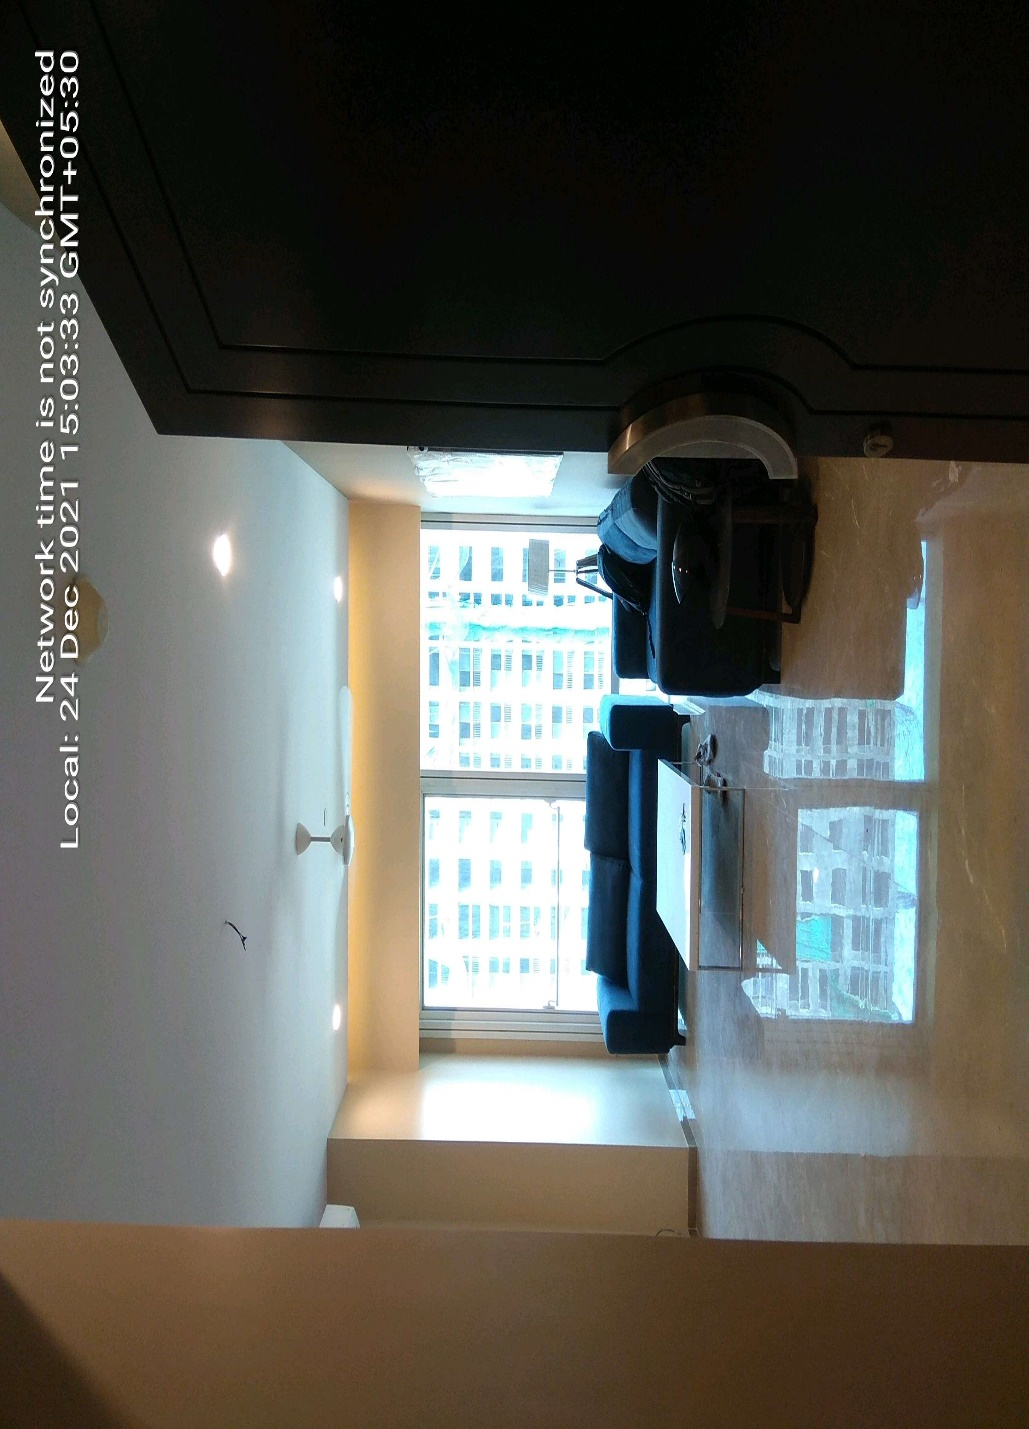 Network time is not synchronized
Local: 24 Dec 2021 15:03:33 GMT+05:30